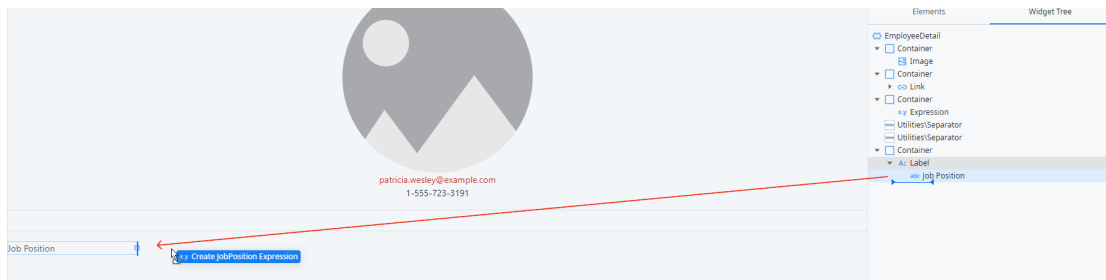 Elements Widget Tree
EmployeeDetail
Container
Image
Container
Link
Container
x.y Expression
Utilities\Separator
Utilities\Separator
Container
A: Label
abc Job Position
patricia.wesley@example.com
1-555-723-3191
Job Position
x.y Create JobPosition Expression